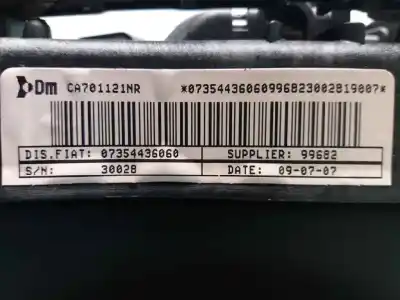 Dm CA701121NR *07354436060996823002819007*
DIS.FIAT: 07354436060 SUPPLIER: 99682
S/N: 30028 DATE: 09-07-07